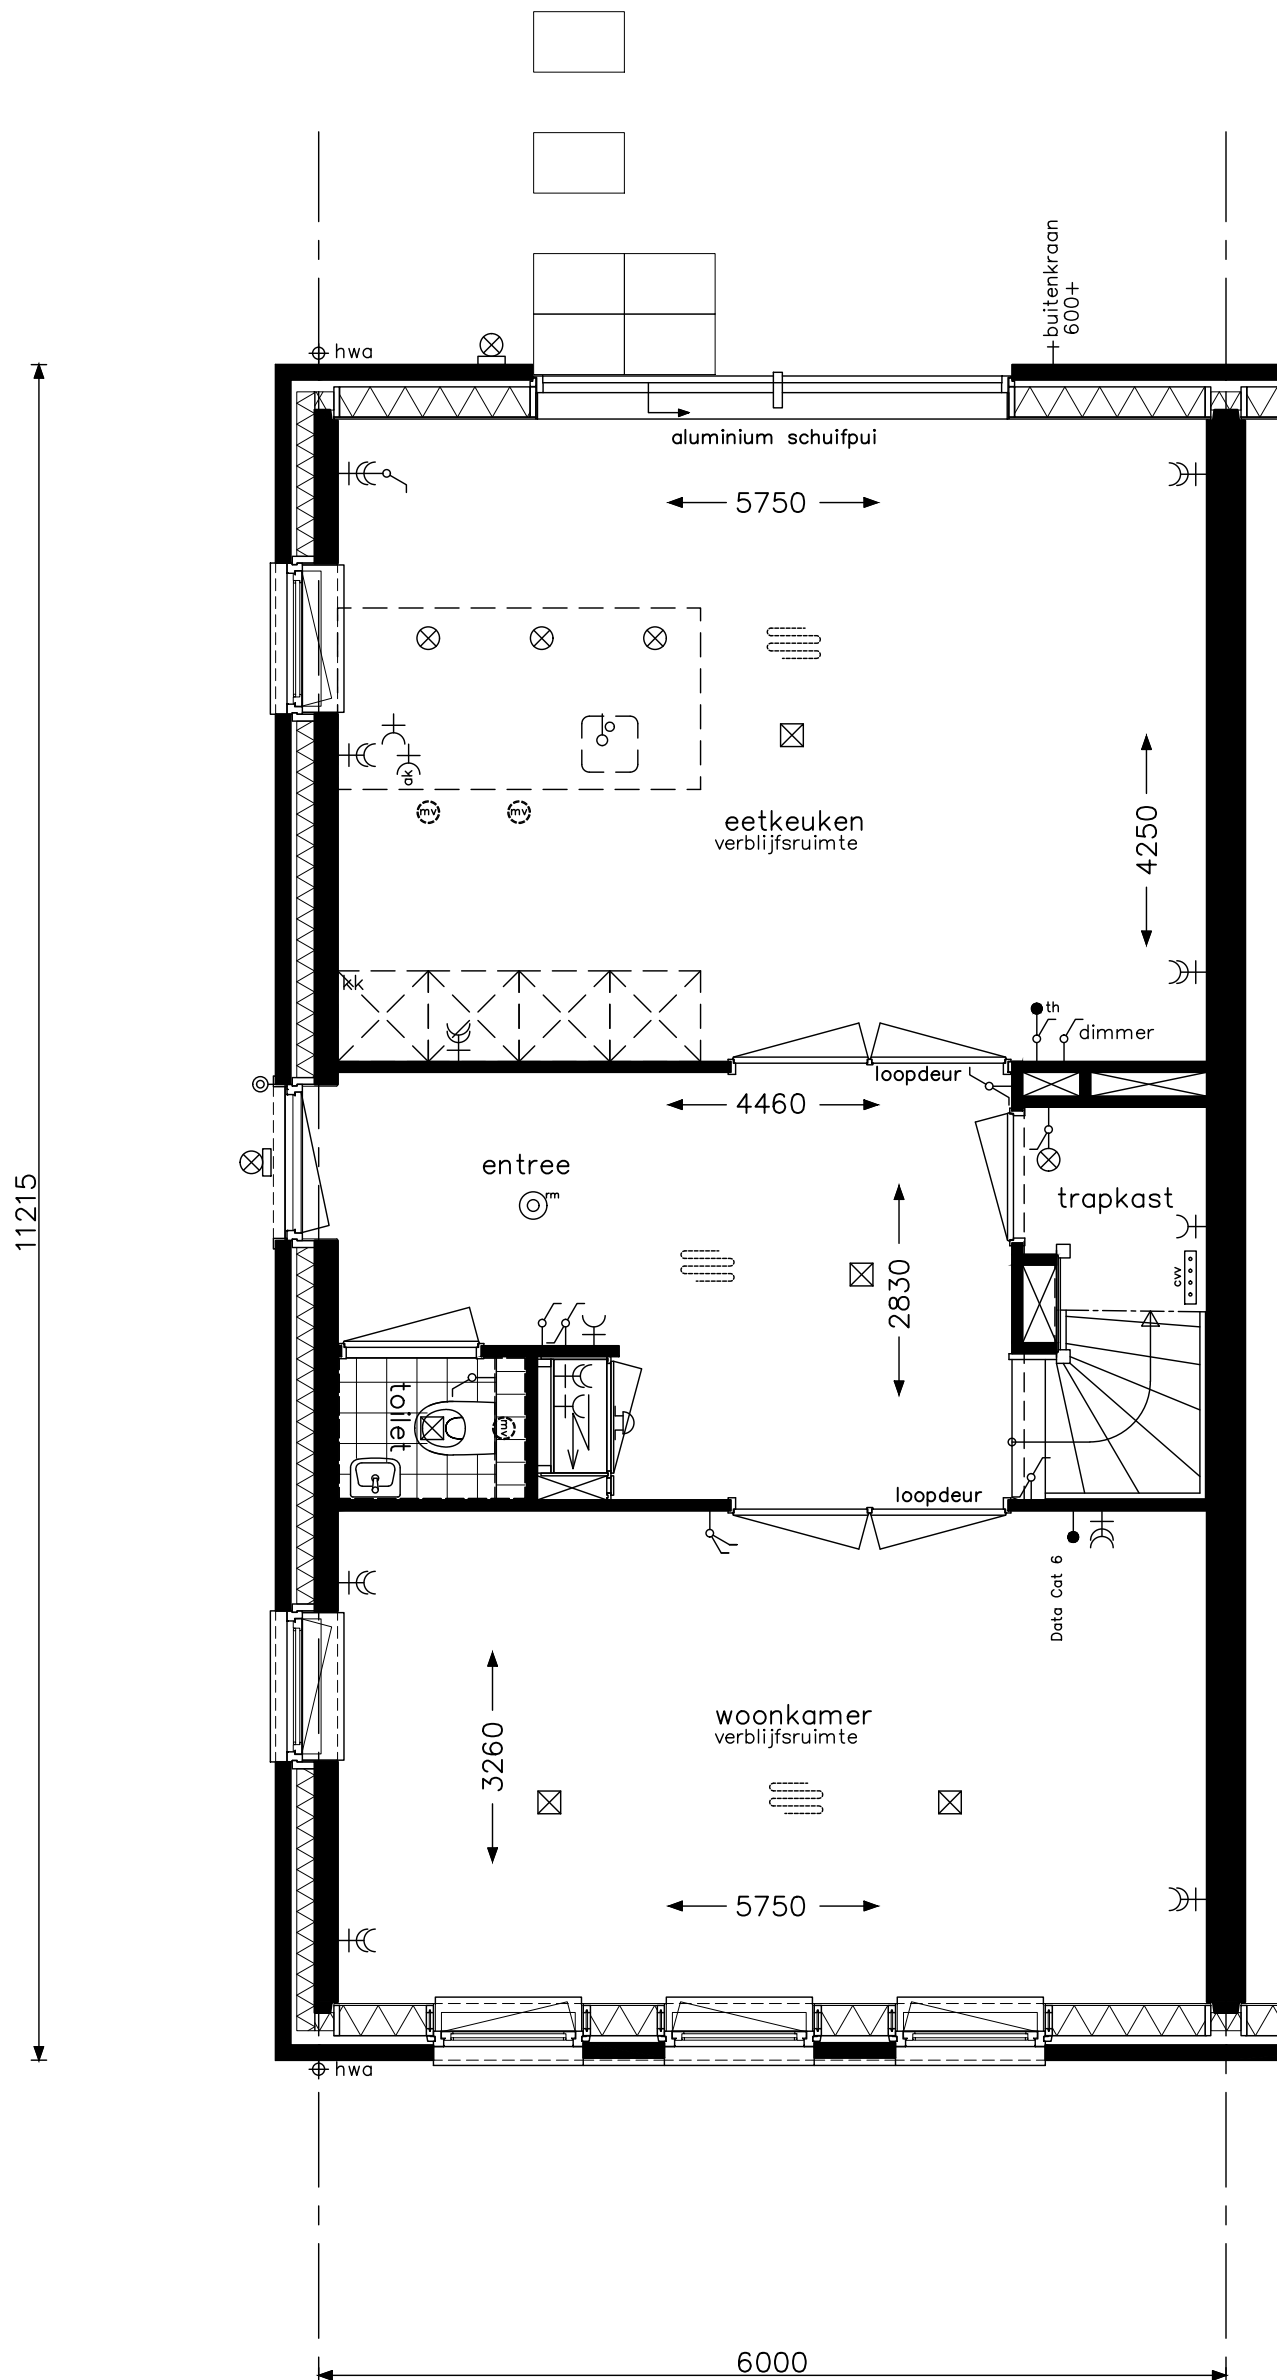 buitenkraan
600+
hwa
aluminium schuifpui
5750
ak
mv
mv
eetkeuken
verblijfsruimte
4250
kk
th
dimmer
loopdeur
4460
entree
rm
trapkast
11215
2830
cvv
toilet
mv
loopdeur
Data Cat 6
woonkamer
verblijfsruimte
3260
5750
hwa
6000